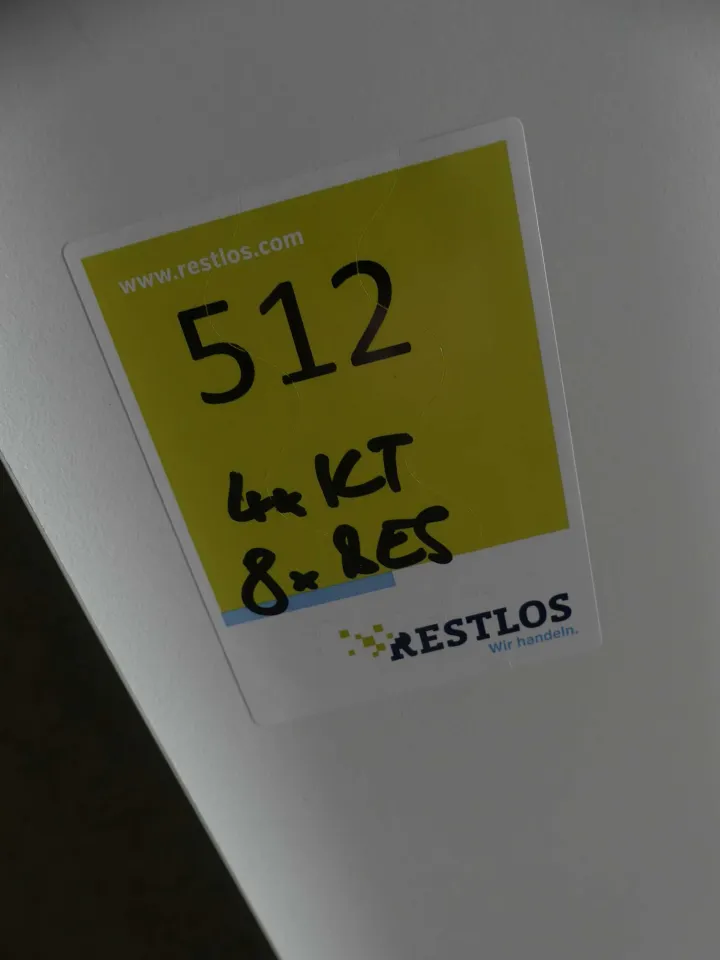 www.restlos.com
512
4x KT
8x RES
RESTLOS
Wir handeln.